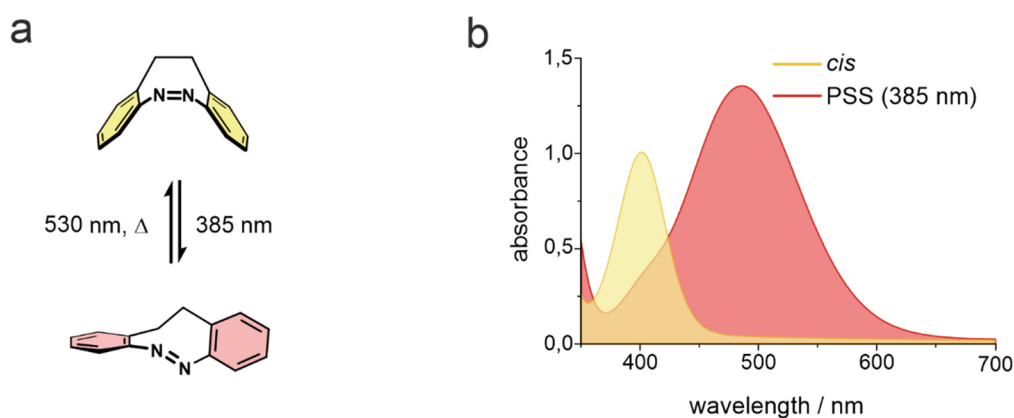 a
N=N
530 nm, Δ
385 nm
N
N
b
cis
PSS (385 nm)
absorbance
1,5
1,0
0,5
0,0
400
500
600
700
wavelength / nm